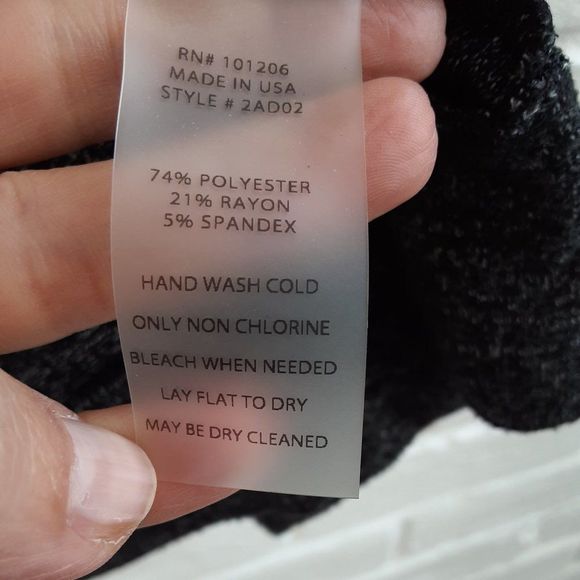 RN# 101206
MADE IN USA
STYLE # 2AD02
74% POLYESTER
21% RAYON
5% SPANDEX
HAND WASH COLD
ONLY NON CHLORINE
BLEACH WHEN NEEDED
LAY FLAT TO DRY
MAY BE DRY CLEANED